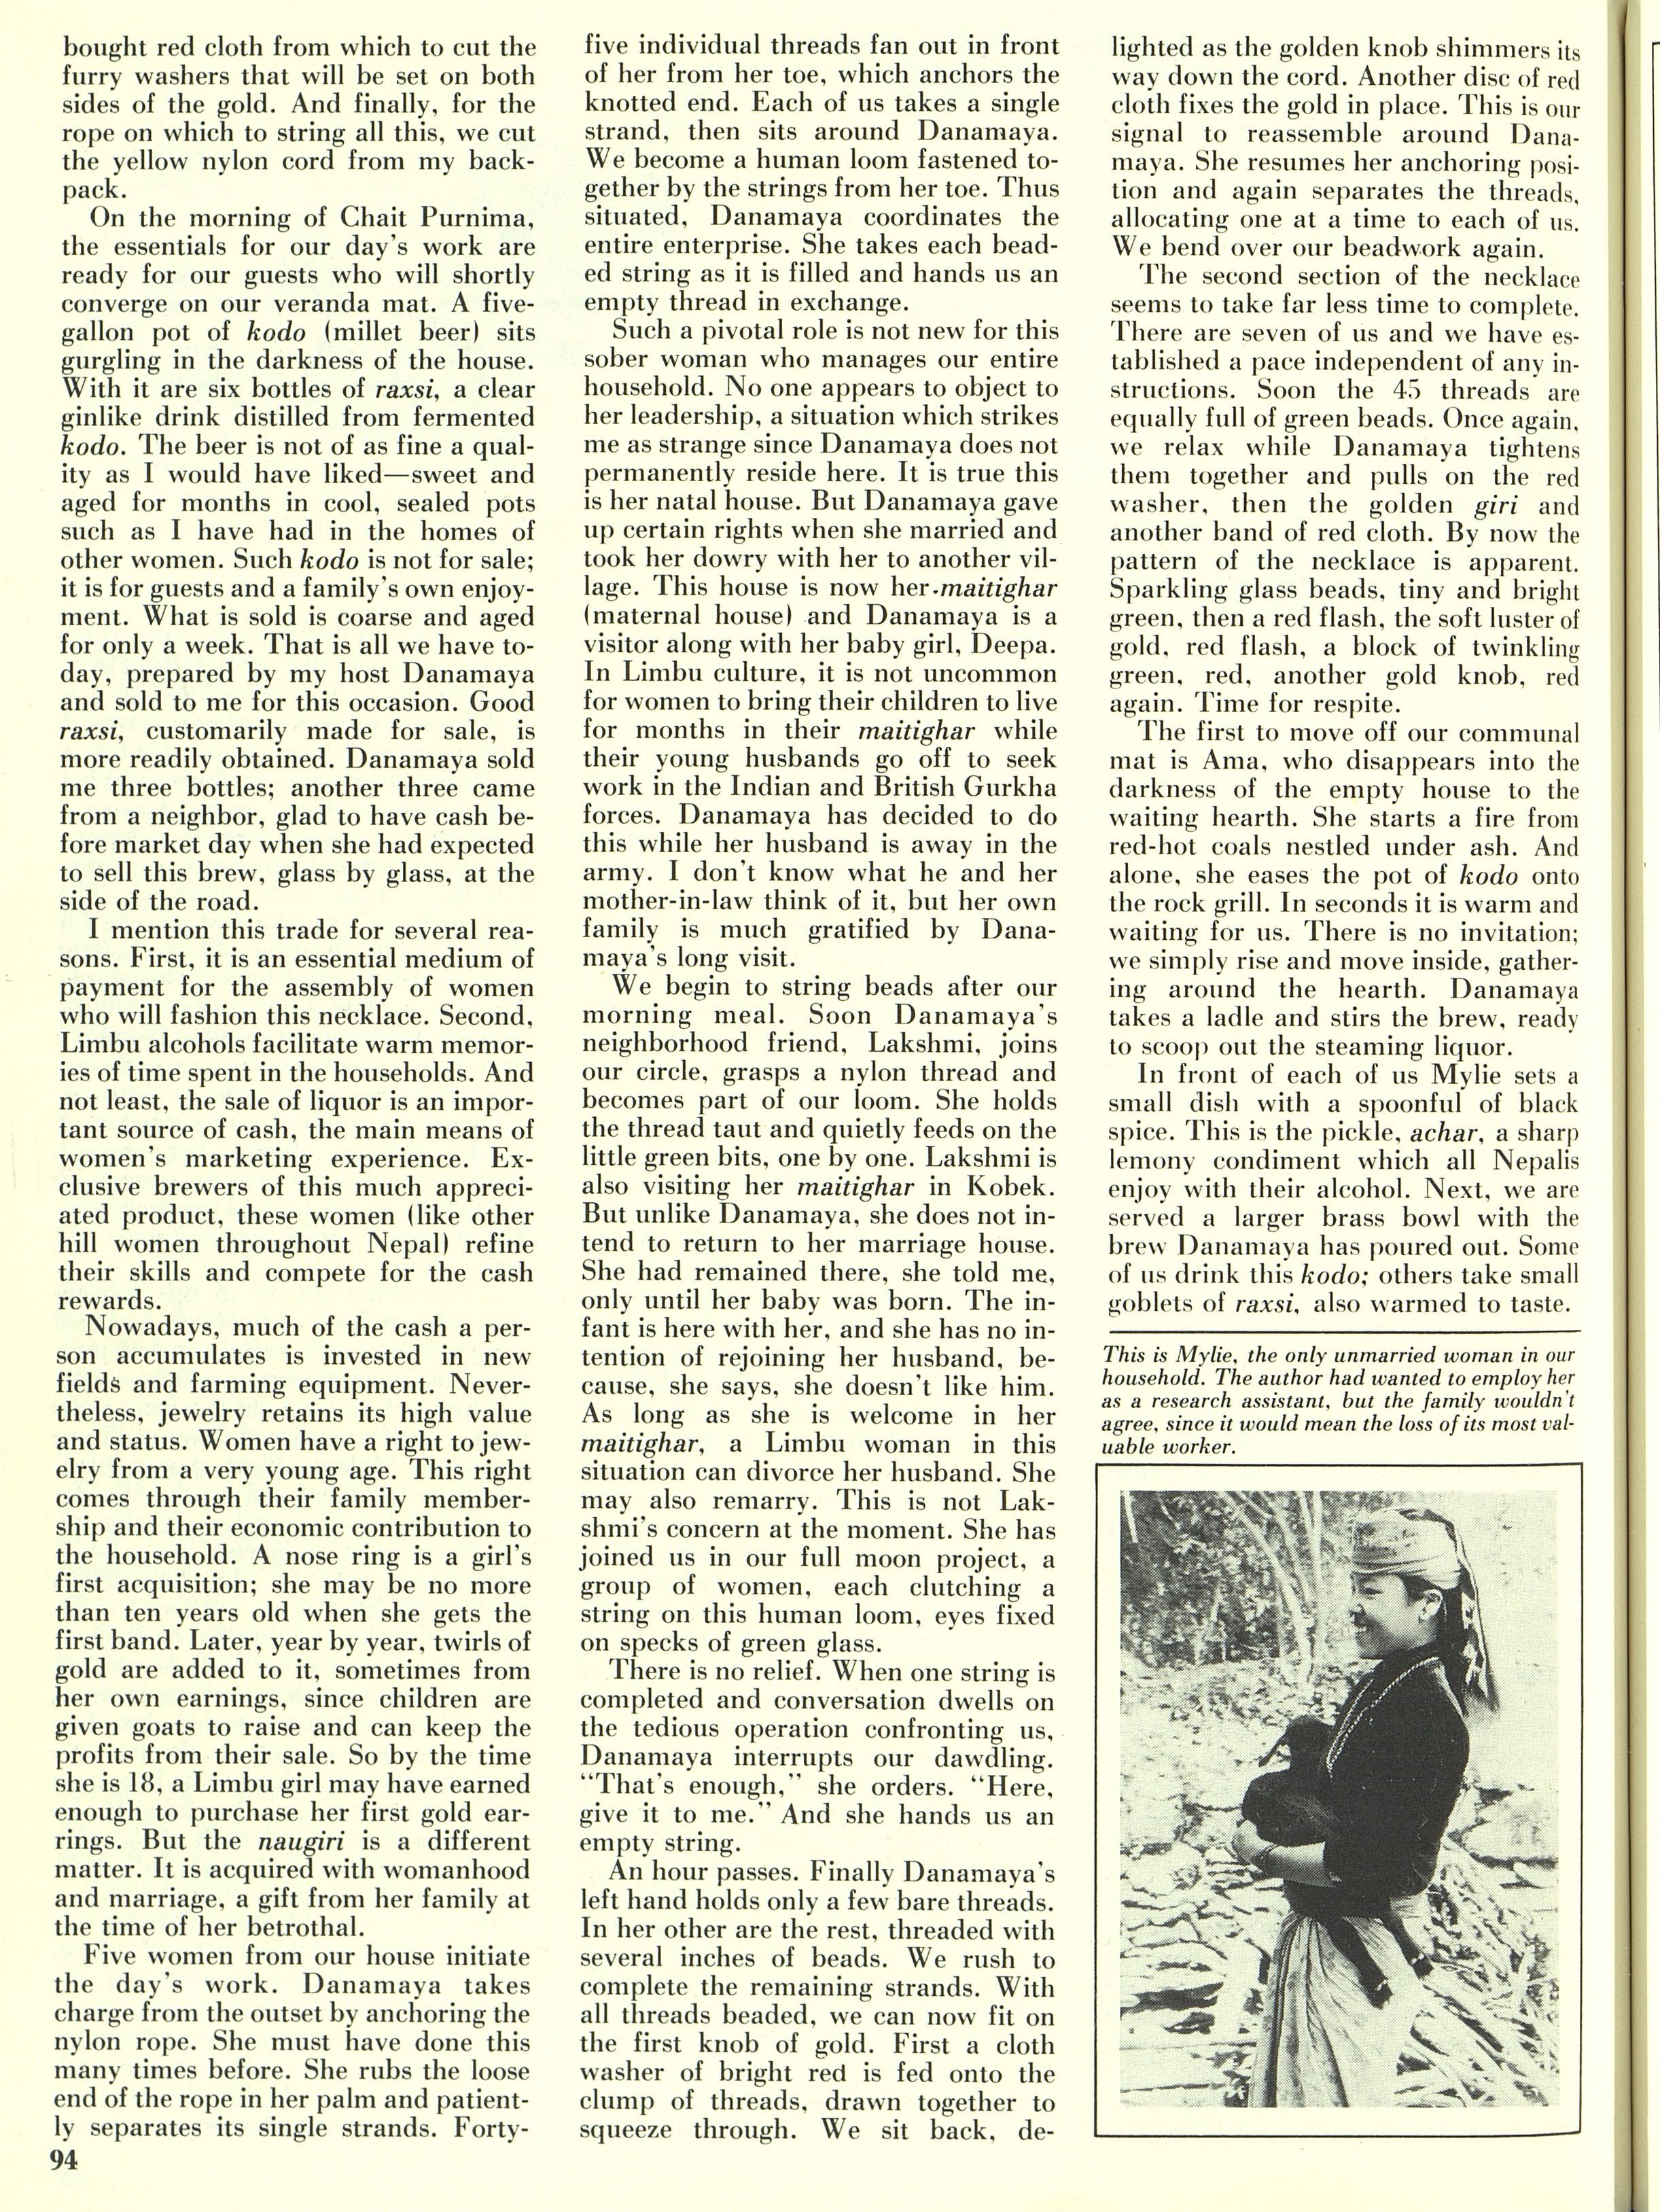 bought red cloth from which to cut the
furry washers that will be set on both
sides of the gold. And finally, for the
rope on which to string all this, we cut
the yellow nylon cord from my back-
pack.
On the morning of Chait Purnima,
the essentials for our day's work are
ready for our guests who will shortly
converge on our veranda mat. A five-
gallon pot of kodo (millet beer) sits
gurgling in the darkness of the house.
With it are six bottles of raxsi, a clear
ginlike drink distilled from fermented
kodo. The beer is not of as fine a qual-
ity as I would have liked—sweet and
aged for months in cool, sealed pots
such as I have had in the homes of
other women. Such kodo is not for sale;
it is for guests and a family's own enjoy-
ment. What is sold is coarse and aged
for only a week. That is all we have to-
day, prepared by my host Danamaya
and sold to me for this occasion. Good
raxsi, customarily made for sale, is
more readily obtained. Danamaya sold
me three bottles; another three came
from a neighbor, glad to have cash be-
fore market day when she had expected
to sell this brew, glass by glass, at the
side of the road.
I mention this trade for several rea-
sons. First, it is an essential medium of
payment for the assembly of women
who will fashion this necklace. Second,
Limbu alcohols facilitate warm memor-
ies of time spent in the households. And
not least, the sale of liquor is an impor-
tant source of cash, the main means of
women's marketing experience. Ex-
clusive brewers of this much appreci-
ated product, these women (like other
hill women throughout Nepal) refine
their skills and compete for the cash
rewards.
Nowadays, much of the cash a per-
son accumulates is invested in new
fields and farming equipment. Never-
theless, jewelry retains its high value
and status. Women have a right to jew-
elry from a very young age. This right
comes through their family member-
ship and their economic contribution to
the household. A nose ring is a girl's
first acquisition; she may be no more
than ten years old when she gets the
first band. Later, year by year, twirls of
gold are added to it, sometimes from
her own earnings, since children are
given goats to raise and can keep the
profits from their sale. So by the time
she is 18, a Limbu girl may have earned
enough to purchase her first gold ear-
rings. But the naugiri is a different
matter. It is acquired with womanhood
and marriage, a gift from her family at
the time of her betrothal.
Five women from our house initiate
the day's work. Danamaya takes
charge from the outset by anchoring the
nylon rope. She must have done this
many times before. She rubs the loose
end of the rope in her palm and patient-
ly separates its single strands. Forty-
94
five individual threads fan out in front
of her from her toe, which anchors the
knotted end. Each of us takes a single
strand, then sits around Danamaya.
We become a human loom fastened to-
gether by the strings from her toe. Thus
situated, Danamaya coordinates the
entire enterprise. She takes each bead-
ed string as it is filled and hands us an
empty thread in exchange.
Such a pivotal role is not new for this
sober woman who manages our entire
household. No one appears to object to
her leadership, a situation which strikes
me as strange since Danamaya does not
permanently reside here. It is true this
is her natal house. But Danamaya gave
up certain rights when she married and
took her dowry with her to another vil-
lage. This house is now her maitighar
(maternal house) and Danamaya is a
visitor along with her baby girl, Deepa.
In Limbu culture, it is not uncommon
for women to bring their children to live
for months in their maitighar while
their young husbands go off to seek
work in the Indian and British Gurkha
forces. Danamaya has decided to do
this while her husband is away in the
army. I don't know what he and her
mother-in-law think of it, but her own
family is much gratified by Dana-
maya's long visit.
We begin to string beads after our
morning meal. Soon Danamaya's
neighborhood friend, Lakshmi, joins
our circle, grasps a nylon thread and
becomes part of our loom. She holds
the thread taut and quietly feeds on the
little green bits, one by one. Lakshmi is
also visiting her maitighar in Kobek.
But unlike Danamaya, she does not in-
tend to return to her marriage house.
She had remained there, she told me,
only until her baby was born. The in-
fant is here with her, and she has no in-
tention of rejoining her husband, be-
cause, she says, she doesn't like him.
As long as she is welcome in her
maitighar, a Limbu woman in this
situation can divorce her husband. She
may also remarry. This is not Lak-
shmi's concern at the moment. She has
joined us in our full moon project, a
group of women, each clutching a
string on this human loom, eyes fixed
on specks of green glass.
There is no relief. When one string is
completed and conversation dwells on
the tedious operation confronting us,
Danamaya interrupts our dawdling.
"That's enough," she orders. "Here,
give it to me." And she hands us an
empty string.
An hour passes. Finally Danamaya's
left hand holds only a few bare threads.
In her other are the rest, threaded with
several inches of beads. We rush to
complete the remaining strands. With
all threads beaded, we can now fit on
the first knob of gold. First a cloth
washer of bright red is fed onto the
clump of threads, drawn together to
squeeze through. We sit back, de-
lighted as the golden knob shimmers its
way down the cord. Another disc of red
cloth fixes the gold in place. This is our
signal to reassemble around Dana-
maya. She resumes her anchoring posi-
tion and again separates the threads,
allocating one at a time to each of us.
We bend over our beadwork again.
The second section of the necklace
seems to take far less time to complete.
There are seven of us and we have es-
tablished a pace independent of any in-
structions. Soon the 45 threads are
equally full of green beads. Once again,
we relax while Danamaya tightens
them together and pulls on the red
washer, then the golden giri and
another band of red cloth. By now the
pattern of the necklace is apparent.
Sparkling glass beads, tiny and bright
green, then a red flash, the soft luster of
gold, red flash, a block of twinkling
green, red, another gold knob, red
again. Time for respite.
The first to move off our communal
mat is Ama, who disappears into the
darkness of the empty house to the
waiting hearth. She starts a fire from
red-hot coals nestled under ash. And
alone, she eases the pot of kodo onto
the rock grill. In seconds it is warm and
waiting for us. There is no invitation;
we simply rise and move inside, gather-
ing around the hearth. Danamaya
takes a ladle and stirs the brew, ready
to scoop out the steaming liquor.
In front of each of us Mylie sets a
small dish with a spoonful of black
spice. This is the pickle, achar, a sharp
lemony condiment which all Nepalis
enjoy with their alcohol. Next, we are
served a larger brass bowl with the
brew Danamaya has poured out. Some
of us drink this kodo; others take small
goblets of raxsi, also warmed to taste.
This is Mylie, the only unmarried woman in our
household. The author had wanted to employ her
as a research assistant, but the family wouldn't
agree, since it would mean the loss of its most val-
uable worker.